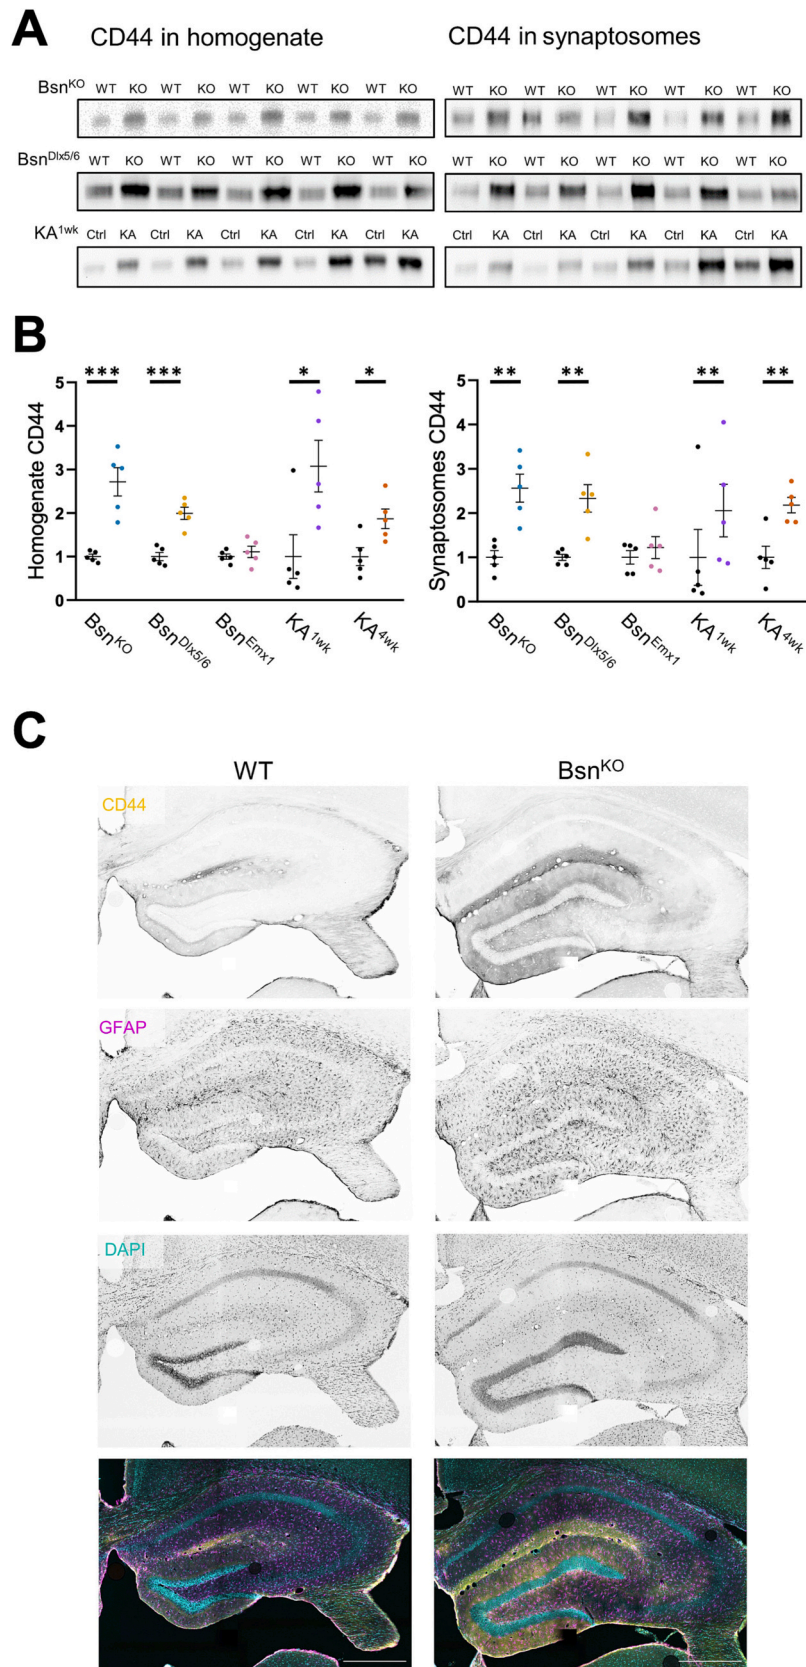 A
CD44 in homogenate CD44 in synaptosomes
Bsn^KO WT KO WT KO WT KO WT KO WT KO WT KO WT KO WT KO WT KO WT KO
Bsn^Dlx5/6 WT KO WT KO WT KO WT KO WT KO WT KO WT KO WT KO WT KO WT KO
KA^1wk Ctrl KA Ctrl KA Ctrl KA Ctrl KA Ctrl KA Ctrl KA Ctrl KA Ctrl KA Ctrl KA Ctrl KA
B
*** *** * * ** ** ** **
Homogenate CD44
5
4
3
2
1
0
Bsn^KO Bsn^Dlx5/6 Bsn^Emx1 KA^1wk KA^4wk
Synaptosomes CD44
5
4
3
2
1
0
Bsn^KO Bsn^Dlx5/6 Bsn^Emx1 KA^1wk KA^4wk
C
WT Bsn^KO
CD44
GFAP
DAPI